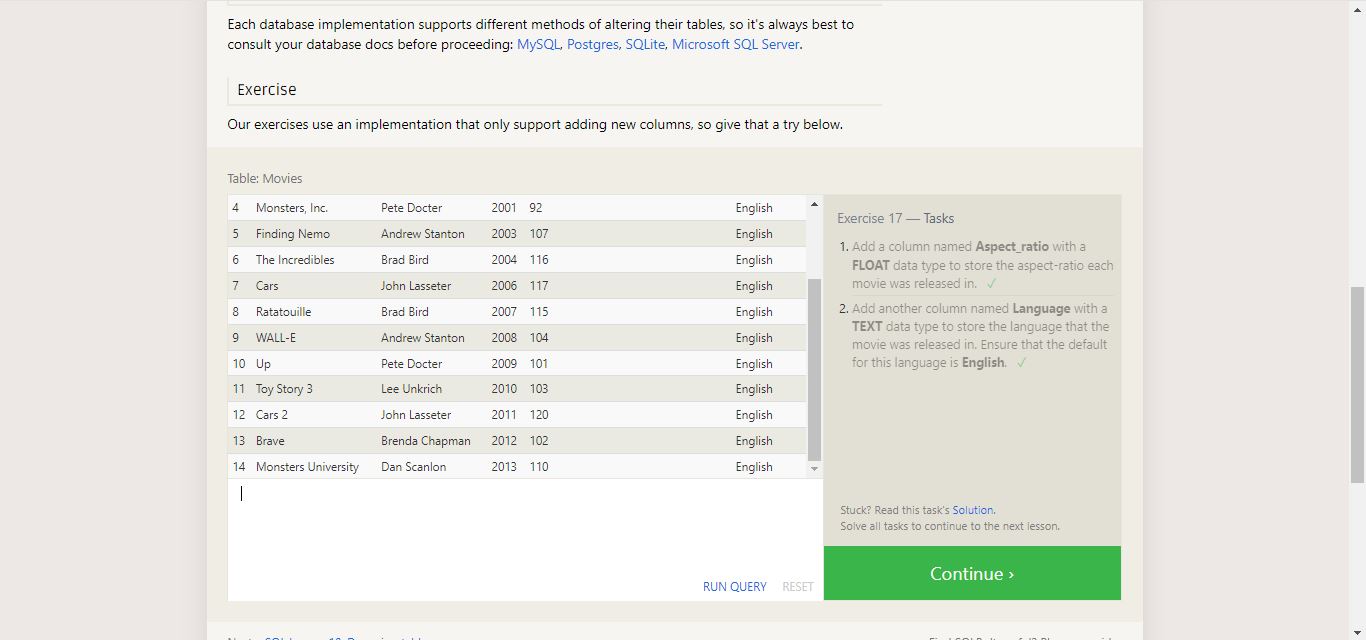 Each database implementation supports different methods of altering their tables, so it's always best to
consult your database docs before proceeding: MySQL, Postgres, SQLite, Microsoft SQL Server.
Exercise
Our exercises use an implementation that only support adding new columns, so give that a try below.
Table: Movies
4 Monsters, Inc. Pete Docter 2001 92 English
5 Finding Nemo Andrew Stanton 2003 107 English
6 The Incredibles Brad Bird 2004 116 English
7 Cars John Lasseter 2006 117 English
8 Ratatouille Brad Bird 2007 115 English
9 WALL-E Andrew Stanton 2008 104 English
10 Up Pete Docter 2009 101 English
11 Toy Story 3 Lee Unkrich 2010 103 English
12 Cars 2 John Lasseter 2011 120 English
13 Brave Brenda Chapman 2012 102 English
14 Monsters University Dan Scanlon 2013 110 English
RUN QUERY RESET
Exercise 17 — Tasks
1. Add a column named Aspect_ratio with a
FLOAT data type to store the aspect-ratio each
movie was released in. ✓
2. Add another column named Language with a
TEXT data type to store the language that the
movie was released in. Ensure that the default
for this language is English. ✓
Stuck? Read this task's Solution.
Solve all tasks to continue to the next lesson.
Continue ›